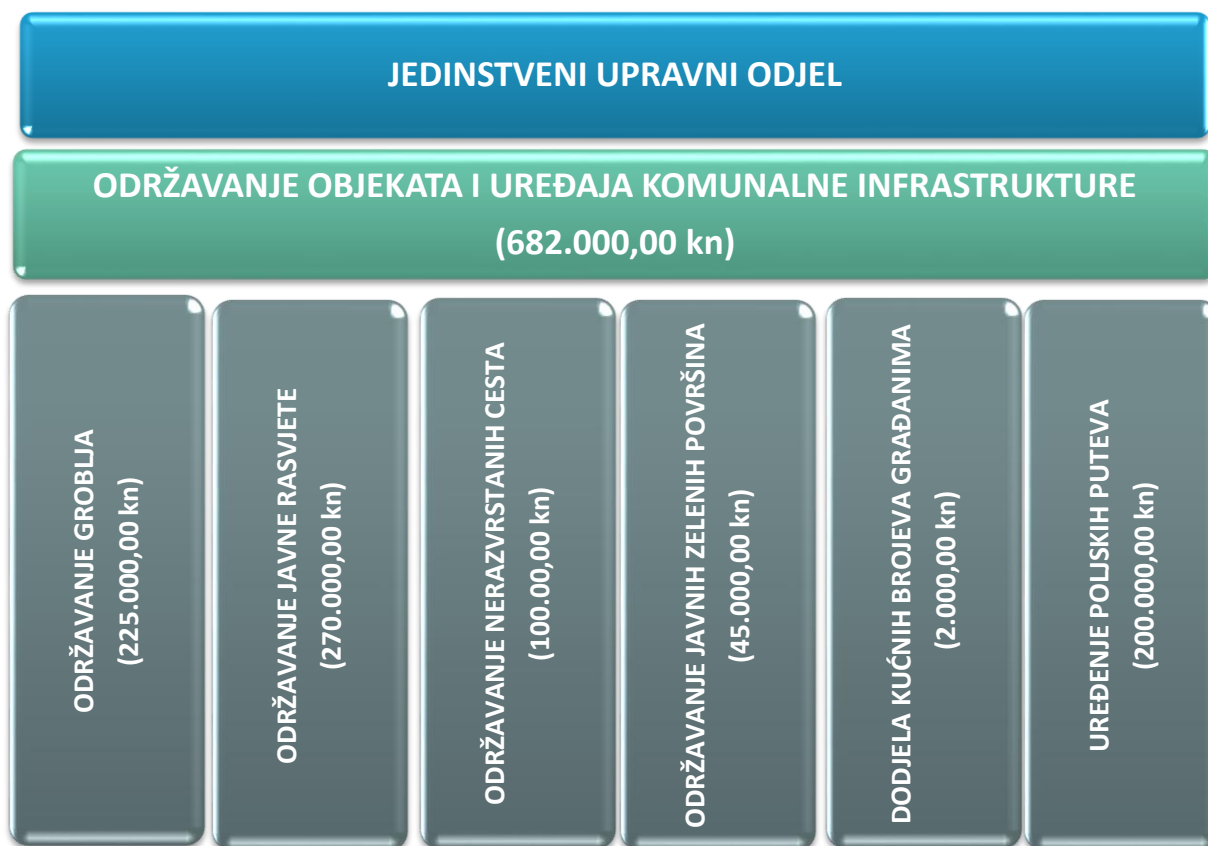 JEDINSTVENI UPRAVNI ODJEL
ODRŽAVANJE OBJEKATA I UREĐAJA KOMUNALNE INFRASTRUKTURE
(682.000,00 kn)
ODRŽAVANJE GROBLJA
(225.000,00 kn)
ODRŽAVANJE JAVNE RASVJETE
(270.000,00 kn)
ODRŽAVANJE NERAZVRSTANIH CESTA
(100.00,00 kn)
ODRŽAVANJE JAVNIH ZELENIH POVRŠINA
(45.000,00 kn)
DODJELA KUĆNIH BROJEVA GRAĐANIMA
(2.000,00 kn)
UREĐENJE POLJSKIH PUTEVA
(200.000,00 kn)